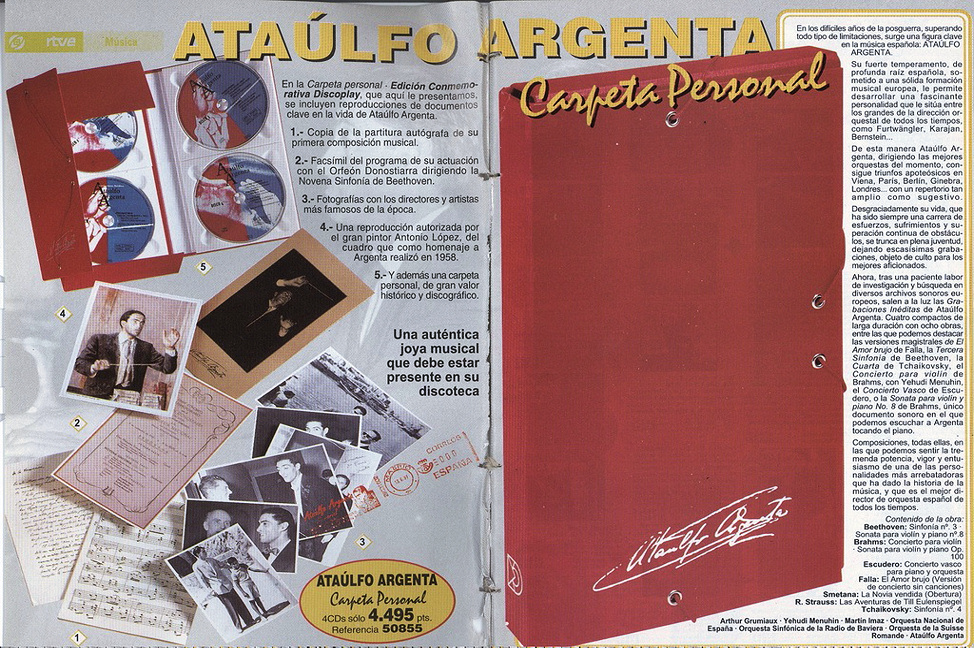 rtve
Música
ATAÚLFO ARGENTA
Carpeta Personal
En la Carpeta personal · Edición Conmemo-
rativa Discoplay, que aquí le presentamos,
se incluyen reproducciones de documentos
clave en la vida de Ataúlfo Argenta.
1.- Copia de la partitura autógrafa de su
primera composición musical.
2.- Facsímil del programa de su actuación
con el Orfeón Donostiarra dirigiendo la
Novena Sinfonía de Beethoven.
3.- Fotografías con los directores y artistas
más famosos de la época.
4.- Una reproducción autorizada por
el gran pintor Antonio López, del
cuadro que como homenaje a
Argenta realizó en 1958.
5.- Y además una carpeta
personal, de gran valor
histórico y discográfico.
Una auténtica
joya musical
que debe estar
presente en su
discoteca
5
4
2
3
1
CORREOS
ESPAÑA
MADRID
Ataúlfo Argenta
ATAÚLFO ARGENTA
Carpeta Personal
4CDs sólo 4.495 pts.
Referencia 50855
Ataúlfo Argenta
En los difíciles años de la posguerra, superando
todo tipo de limitaciones, surge una figura clave
en la música española: ATAÚLFO
ARGENTA.
Su fuerte temperamento, de
profunda raíz española, so-
metido a una sólida formación
musical europea, le permite
desarrollar una fascinante
personalidad que le sitúa entre
los grandes de la dirección or-
questal de todos los tiempos,
como Furtwängler, Karajan,
Bernstein...
De esta manera Ataúlfo Ar-
genta, dirigiendo las mejores
orquestas del momento, con-
sigue triunfos apoteósicos en
Viena, París, Berlín, Ginebra,
Londres... con un repertorio tan
amplio como sugestivo.
Desgraciadamente su vida, que
ha sido siempre una carrera de
esfuerzos, sufrimientos y su-
peración continua de obstácu-
los, se trunca en plena juventud,
dejando escasísimas graba-
ciones, objeto de culto para los
mejores aficionados.
Ahora, tras una paciente labor
de investigación y búsqueda en
diversos archivos sonoros eu-
ropeos, salen a la luz las Gra-
baciones Inéditas de Ataúlfo
Argenta. Cuatro compactos de
larga duración con ocho obras,
entre las que podemos destacar
las versiones magistrales de El
Amor brujo de Falla, la Tercera
Sinfonía de Beethoven, la
Cuarta de Tchaikovsky, el
Concierto para violín de
Brahms, con Yehudi Menuhin,
el Concierto Vasco de Escu-
dero, o la Sonata para violín y
piano No. 8 de Brahms, único
documento sonoro en el que
podemos escuchar a Argenta
tocando el piano.
Composiciones, todas ellas, en
las que podemos sentir la tre-
menda potencia, vigor y entu-
siasmo de una de las perso-
nalidades más arrebatadoras
que ha dado la historia de la
música, y que es el mejor di-
rector de orquesta español de
todos los tiempos.
Contenido de la obra:
Beethoven: Sinfonía nº. 3 ·
Sonata para violín y piano nº.8
Brahms: Concierto para violín
· Sonata para violín y piano Op.
100
Escudero: Concierto vasco
para piano y orquesta
Falla: El Amor brujo (Versión
de concierto sin canciones)
Smetana: La Novia vendida (Obertura)
R. Strauss: Las Aventuras de Till Eulenspiegel
Tchaikovsky: Sinfonía nº. 4
Arthur Grumiaux · Yehudi Menuhin · Martín Imaz · Orquesta Nacional de
España · Orquesta Sinfónica de la Radio de Baviera · Orquesta de la Suisse
Romande · Ataúlfo Argenta